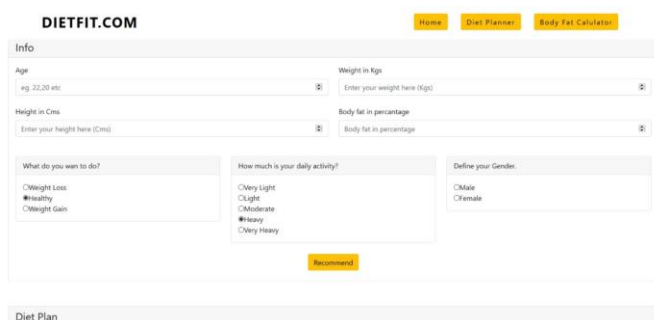 DIETFIT.COM
Home Diet Planner Body Fat Calulator
Info
Age Weight in Kgs
eg. 22,20 etc Enter your weight here (Kgs)
Height in Cms Body fat in percantage
Enter your height here (Cms) Body fat in percentage
What do you wan to do? How much is your daily activity? Define your Gender.
Weight Loss Very Light Male
Healthy Light Female
Weight Gain Moderate
Heavy
Very Heavy
Recommend
Diet Plan